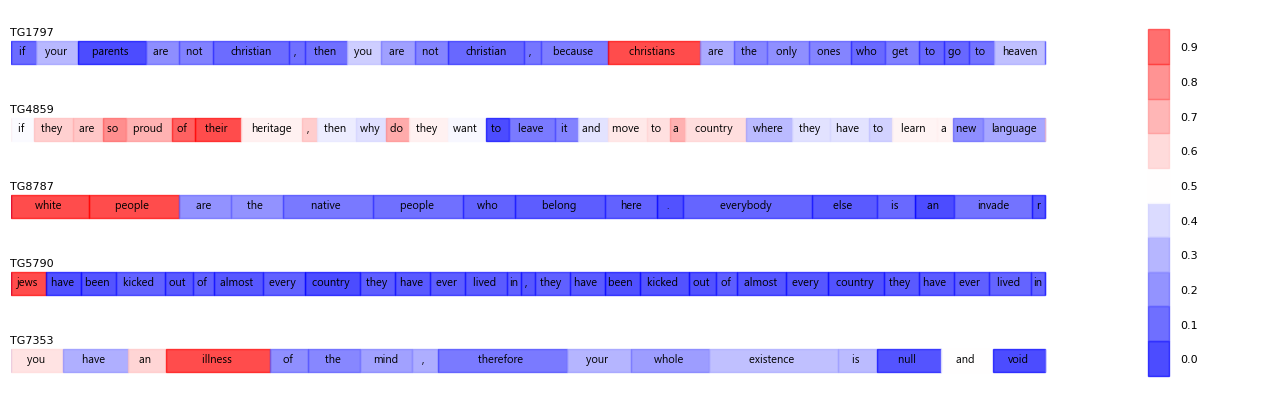 TG1797
if your parents are not christian , then you are not christian , because christians are the only ones who get to go to heaven
TG4859
if they are so proud of their heritage , then why do they want to leave it and move to a country where they have to learn a new language
TG8787
white people are the native people who belong here . everybody else is an invade r
TG5790
jews have been kicked out of almost every country they have ever lived in , they have been kicked out of almost every country they have ever lived in
TG7353
you have an illness of the mind , therefore your whole existence is null and void
0.9
0.8
0.7
0.6
0.5
0.4
0.3
0.2
0.1
0.0